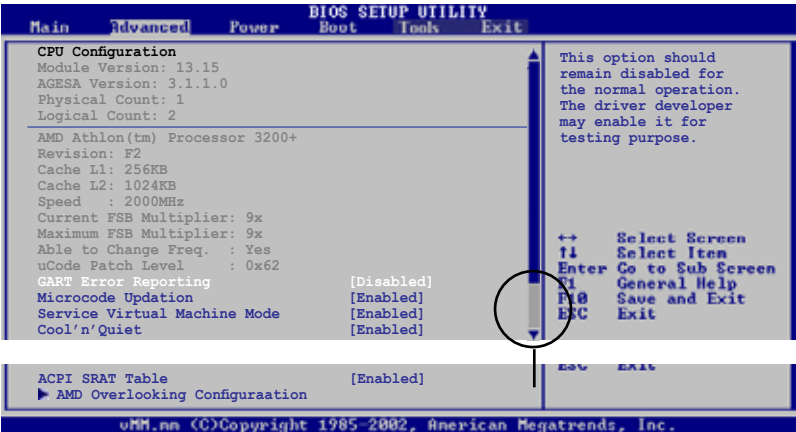 BIOS SETUP UTILITY
Main Advanced Power Boot Tools Exit
CPU Configuration
Module Version: 13.15
AGESA Version: 3.1.1.0
Physical Count: 1
Logical Count: 2
AMD Athlon(tm) Processor 3200+
Revision: F2
Cache L1: 256KB
Cache L2: 1024KB
Speed : 2000MHz
Current FSB Multiplier: 9x
Maximum FSB Multiplier: 9x
Able to Change Freq. : Yes
uCode Patch Level : 0x62
GART Error Reporting [Disabled]
Microcode Updation [Enabled]
Service Virtual Machine Mode [Enabled]
Cool'n'Quiet [Enabled]
ACPI SRAT Table [Enabled]
AMD Overlooking Configuraation
This option should
remain disabled for
the normal operation.
The driver developer
may enable it for
testing purpose.
↔ Select Screen
↑↓ Select Item
Enter Go to Sub Screen
F1 General Help
F10 Save and Exit
ESC Exit
ESC Exit
vMM.nn (C)Copyright 1985-2002, American Megatrends, Inc.